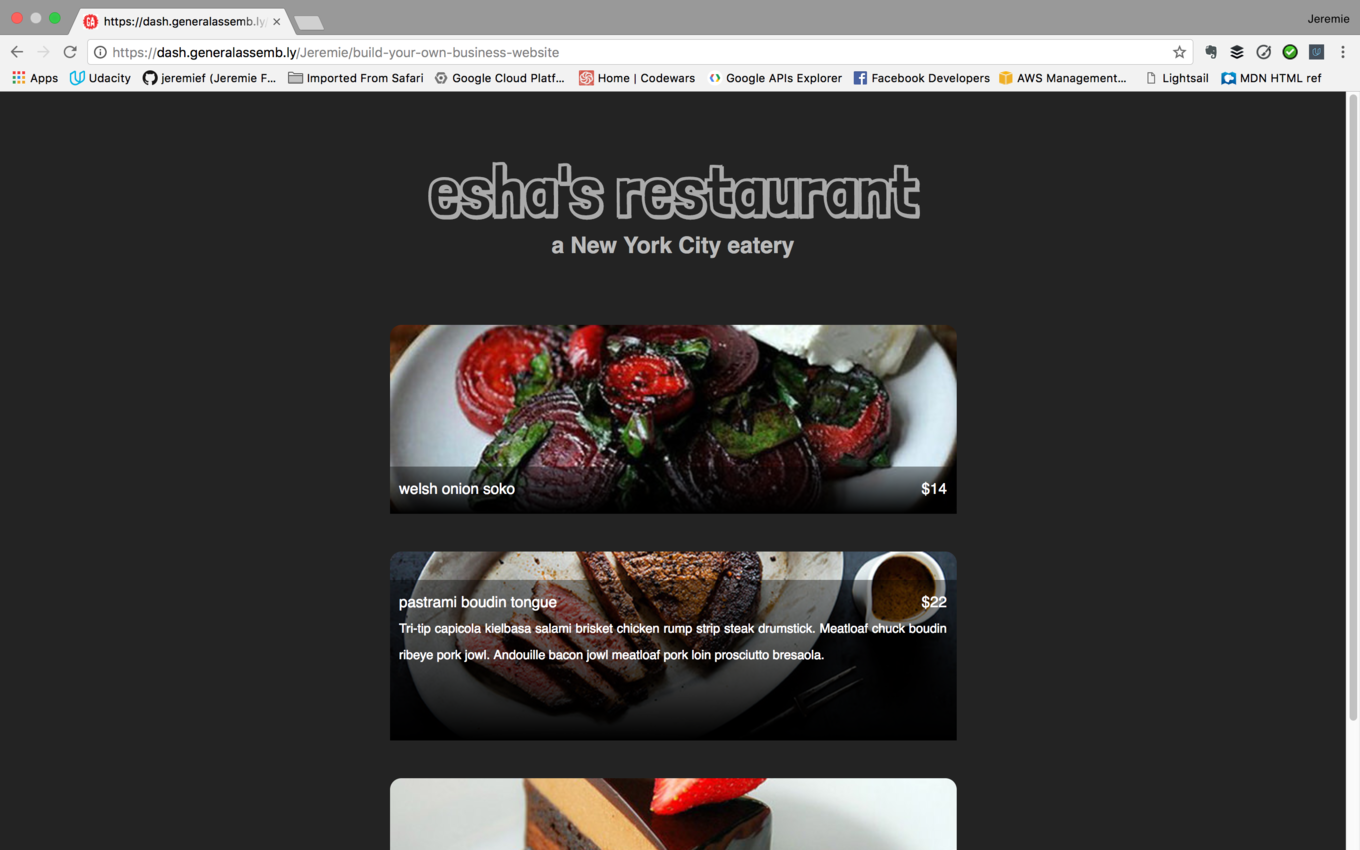 https://dash.generalassemb.ly/
Jeremie
https://dash.generalassemb.ly/Jeremie/build-your-own-business-website
Apps Udacity jeremief (Jeremie F... Imported From Safari Google Cloud Platf... Home | Codewars Google APIs Explorer Facebook Developers AWS Management... Lightsail MDN HTML ref
esha's restaurant
a New York City eatery
welsh onion soko $14
pastrami boudin tongue $22
Tri-tip capicola kielbasa salami brisket chicken rump strip steak drumstick. Meatloaf chuck boudin
ribeye pork jowl. Andouille bacon jowl meatloaf pork loin prosciutto bresaola.